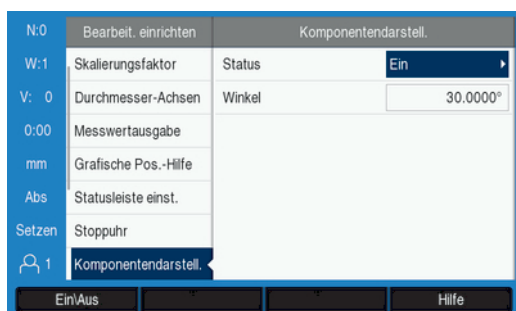 N:0
Bearbeit. einrichten
Komponentendarstell.
W:1
Skalierungsfaktor
Status
Ein
V: 0
Durchmesser-Achsen
Winkel
30.0000°
0:00
Messwertausgabe
mm
Grafische Pos.-Hilfe
Abs
Statusleiste einst.
Setzen
Stoppuhr
1
Komponentendarstell.
Ein\Aus
Hilfe